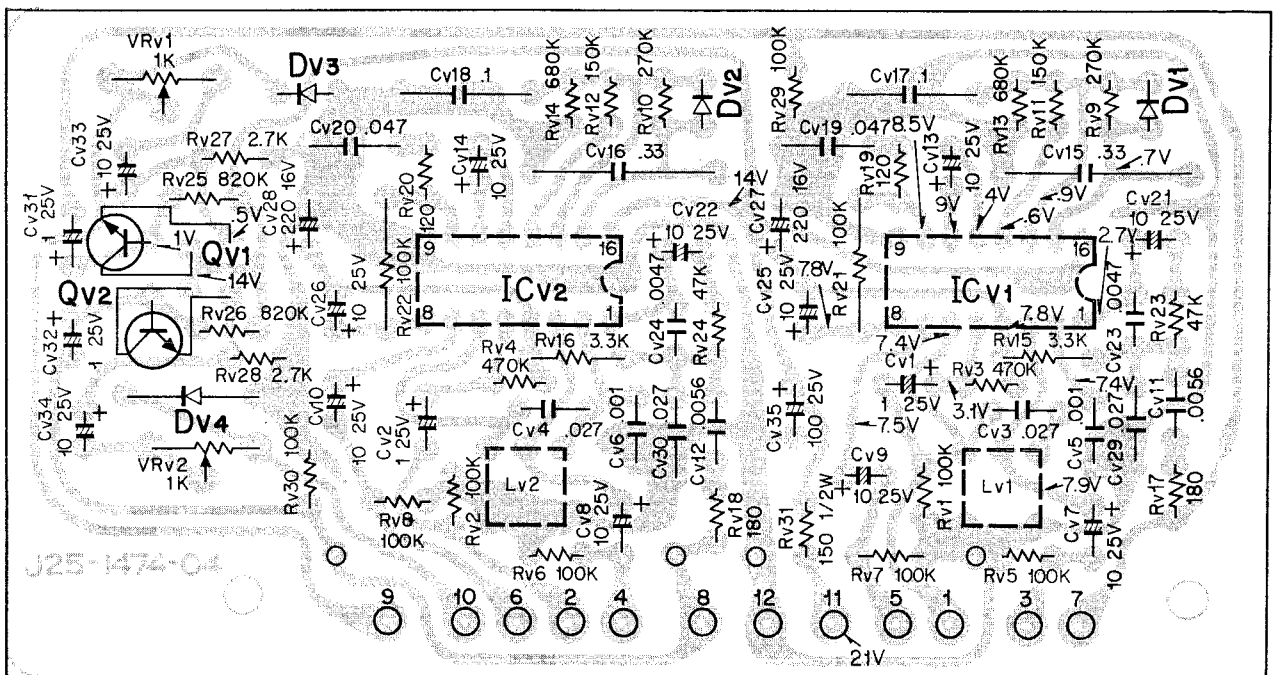 VRv1
1K
Dv3
Cv18 .1
Rv14 680K
Rv12 150K
Rv10 270K
Dv2
Rv29 100K
Cv17 .1
Rv13 680K
Rv11 150K
Rv9 270K
Dv1
Cv33
10 25V
+
Rv27 2.7K
Rv25 820K
Cv28
220 16V
+
Cv20 .047
Rv20
120
Cv14
10 25V
+
Cv16 .33
14V
Cv27
220 16V
+
Cv19 .047
8.5V
Rv19
120
Cv13
10 25V
+
Cv15 .33
.7V
.9V
.4V
.6V
.9V
Cv31
1 25V
+
.5V
1V
Qv1
14V
Cv22
10 25V
+
Cv21
10 25V
+
2.7V
Qv2
Rv26 820K
Cv32
.1 25V
+
Rv28 2.7K
Cv26
10 25V
+
Rv22 100K
9
16
ICv2
8
1
Cv24 .0047
Rv24 47K
Cv25
10 25V
+
7.8V
Rv21 100K
9
16
ICv1
8
1
7.8V
7.4V
Cv23 .0047
Rv23
47K
Rv16 3.3K
Rv4
470K
Rv15 3.3K
Rv3 470K
Cv1
1 25V
+
3.1V
7.4V
Cv34
10 25V
+
Dv4
Cv10
10 25V
+
Cv2
1 25V
+
Cv4 .027
Cv6 .001
Cv30 .027
Cv12 .0056
Cv35
100 25V
+
7.5V
Cv3 .027
Cv5 .001
Cv29 .027
Cv11
.0056
VRv2
1K
Rv30 100K
Rv8
100K
Rv2 100K
Lv2
Cv8
10 25V
+
Rv18
180
Rv31
150 1/2W
Cv9
10 25V
+
Rv1 100K
Lv1
7.9V
Cv7
10 25V
+
Rv17
180
J25-1474-04
Rv6 100K
Rv7 100K
Rv5 100K
9 10 6 2 4 8 12 11 5 1 3 7
21V